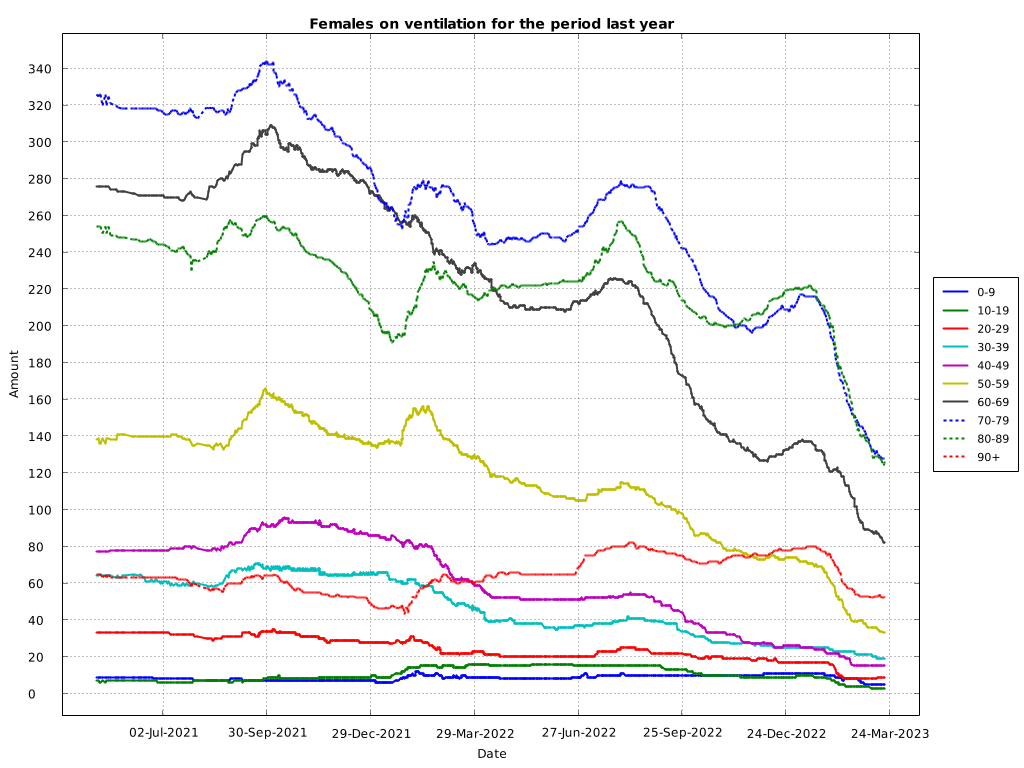 Females on ventilation for the period last year
340
320
300
280
260
240
220
200
180
160
140
120
100
80
60
40
20
0
Amount
02-Jul-2021
30-Sep-2021
29-Dec-2021
29-Mar-2022
27-Jun-2022
25-Sep-2022
24-Dec-2022
24-Mar-2023
Date
0-9
10-19
20-29
30-39
40-49
50-59
60-69
70-79
80-89
90+